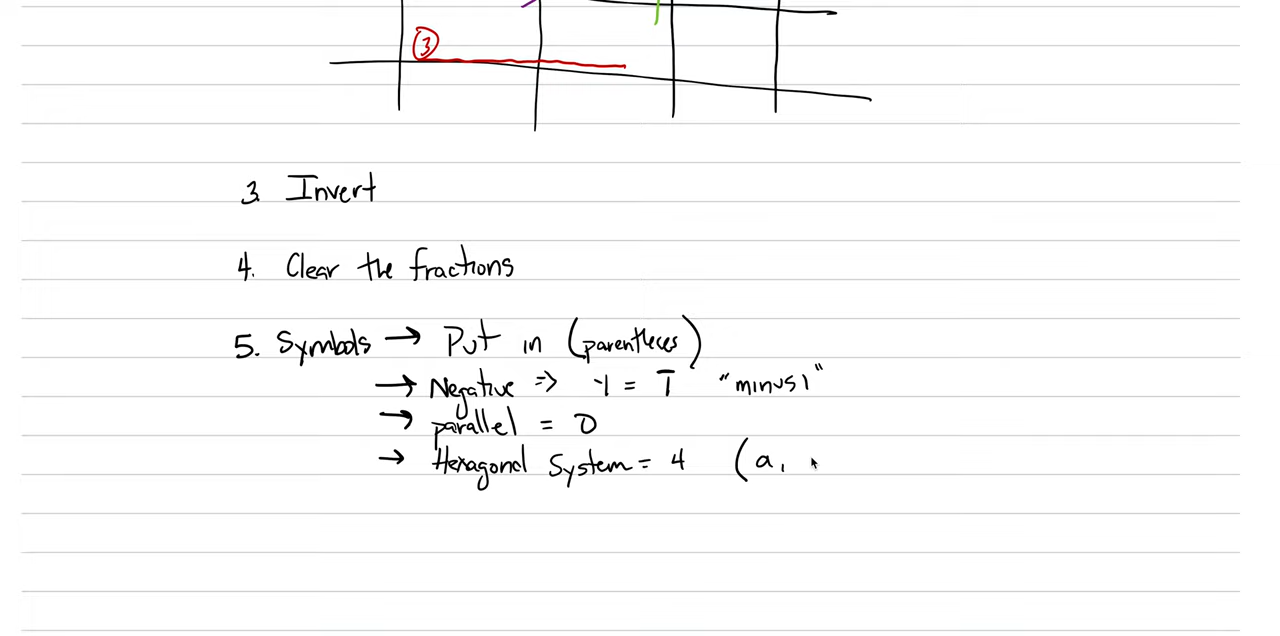 3
3. Invert
4. Clear the fractions
5. Symbols → Put in (parentheces)
→ Negative => -1 = 1̅ "minus 1"
→ parallel = 0
→ Hexagonal System = 4 (a,